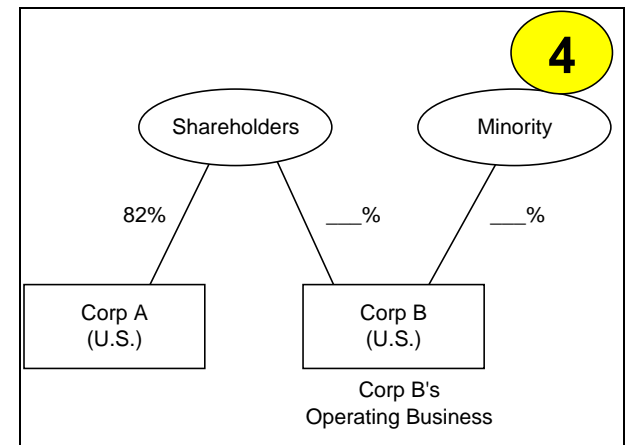 4
Shareholders
Minority
82%
___%
___%
Corp A
(U.S.)
Corp B
(U.S.)
Corp B's
Operating Business